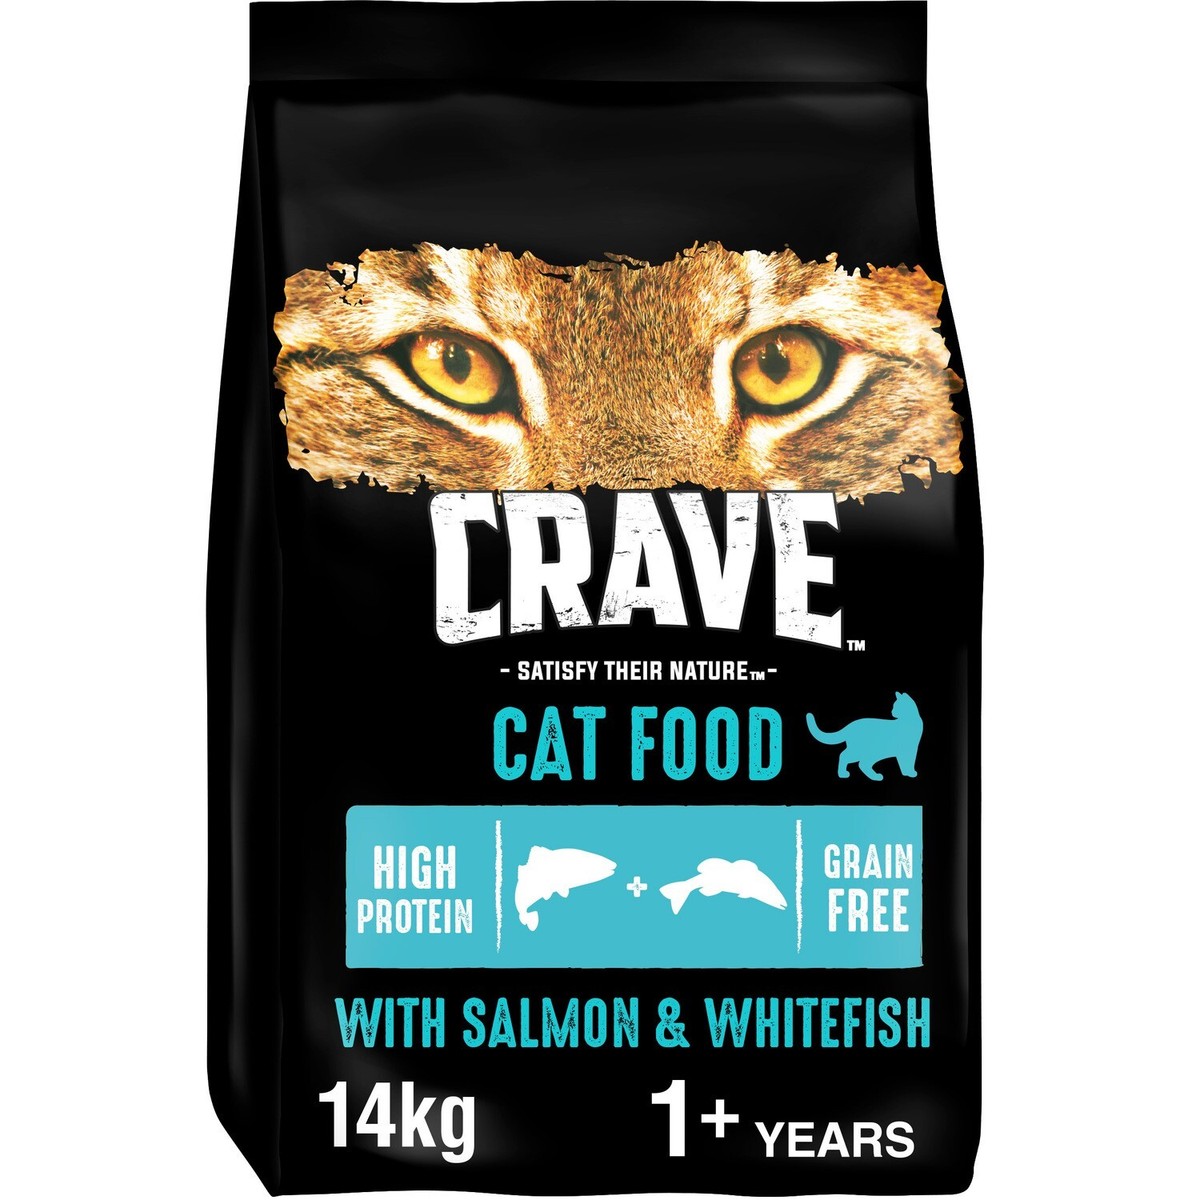 CRAVE™
- SATISFY THEIR NATURE™ -
CAT FOOD
HIGH
PROTEIN
+
GRAIN
FREE
WITH SALMON & WHITEFISH
14kg
1+ YEARS